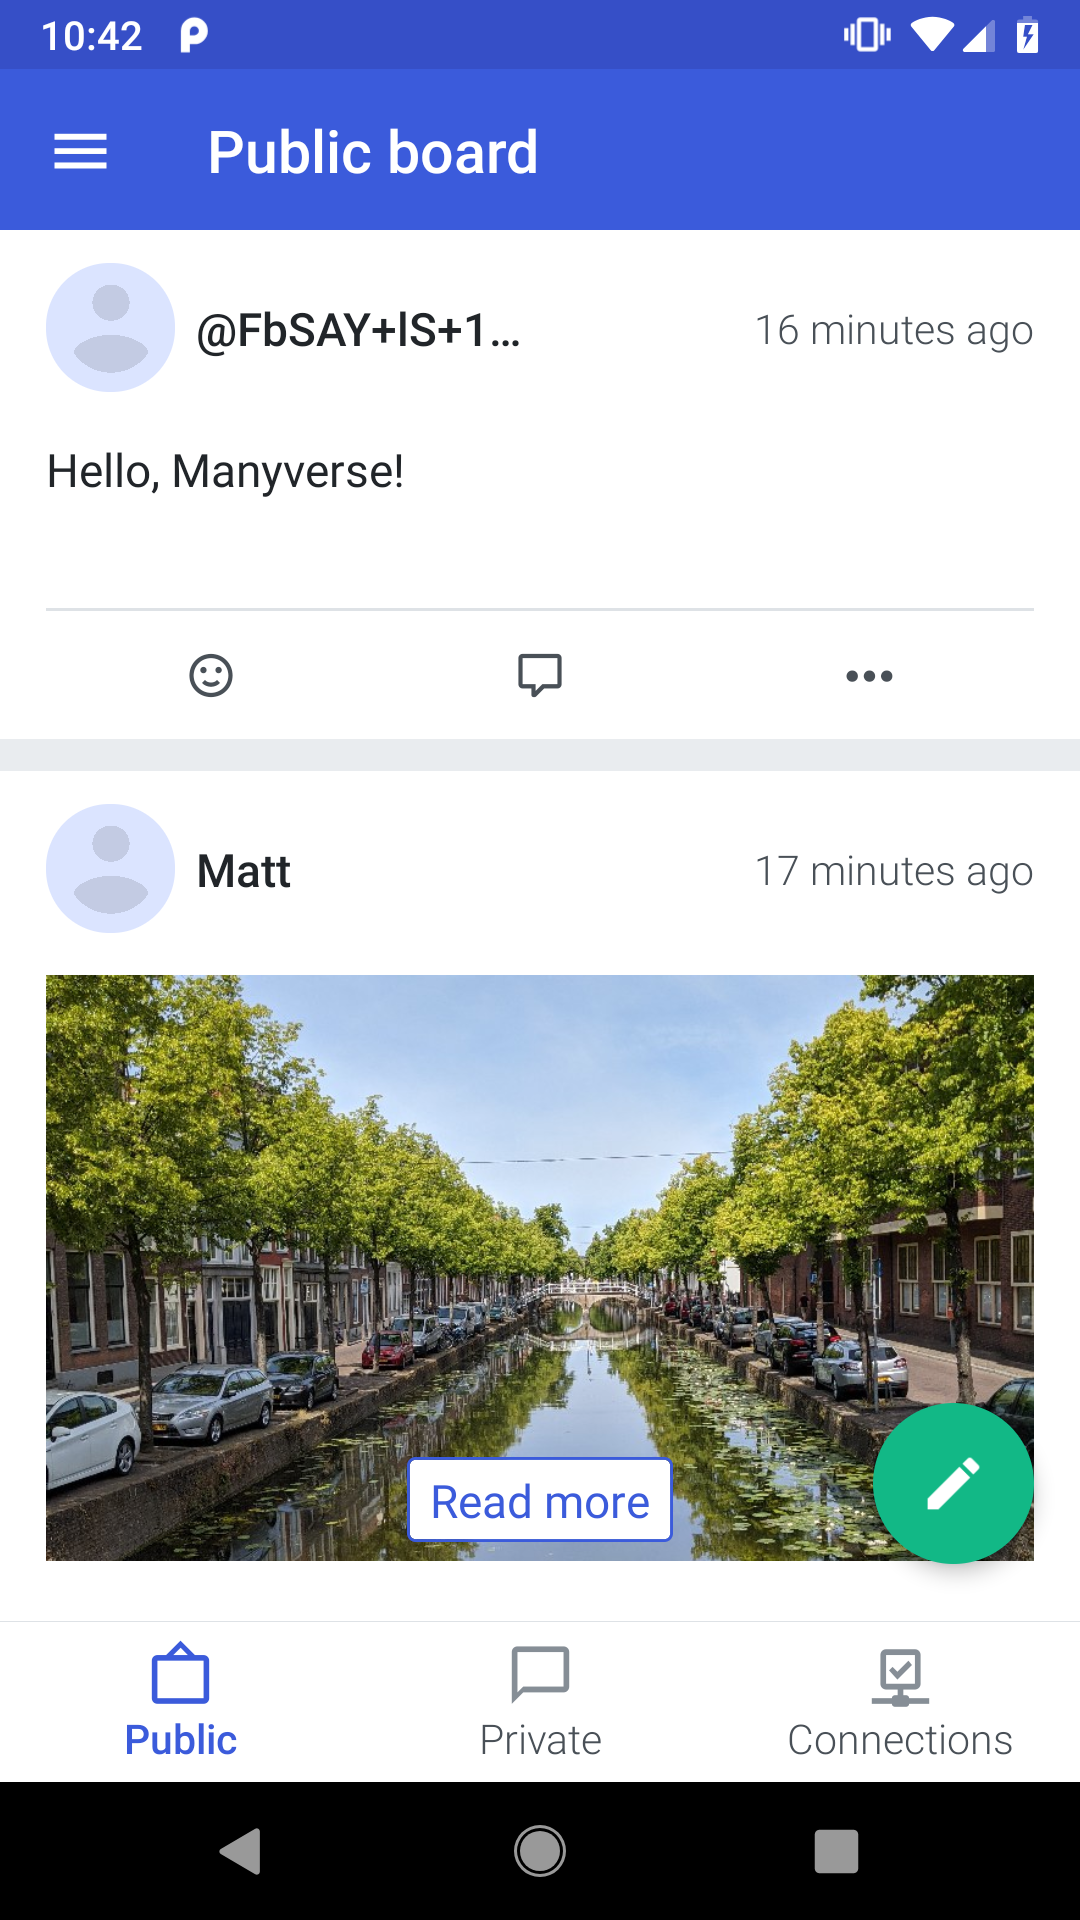 10:42
Public board
@FbSAY+lS+1…
16 minutes ago
Hello, Manyverse!
Matt
17 minutes ago
Read more
Public
Private
Connections